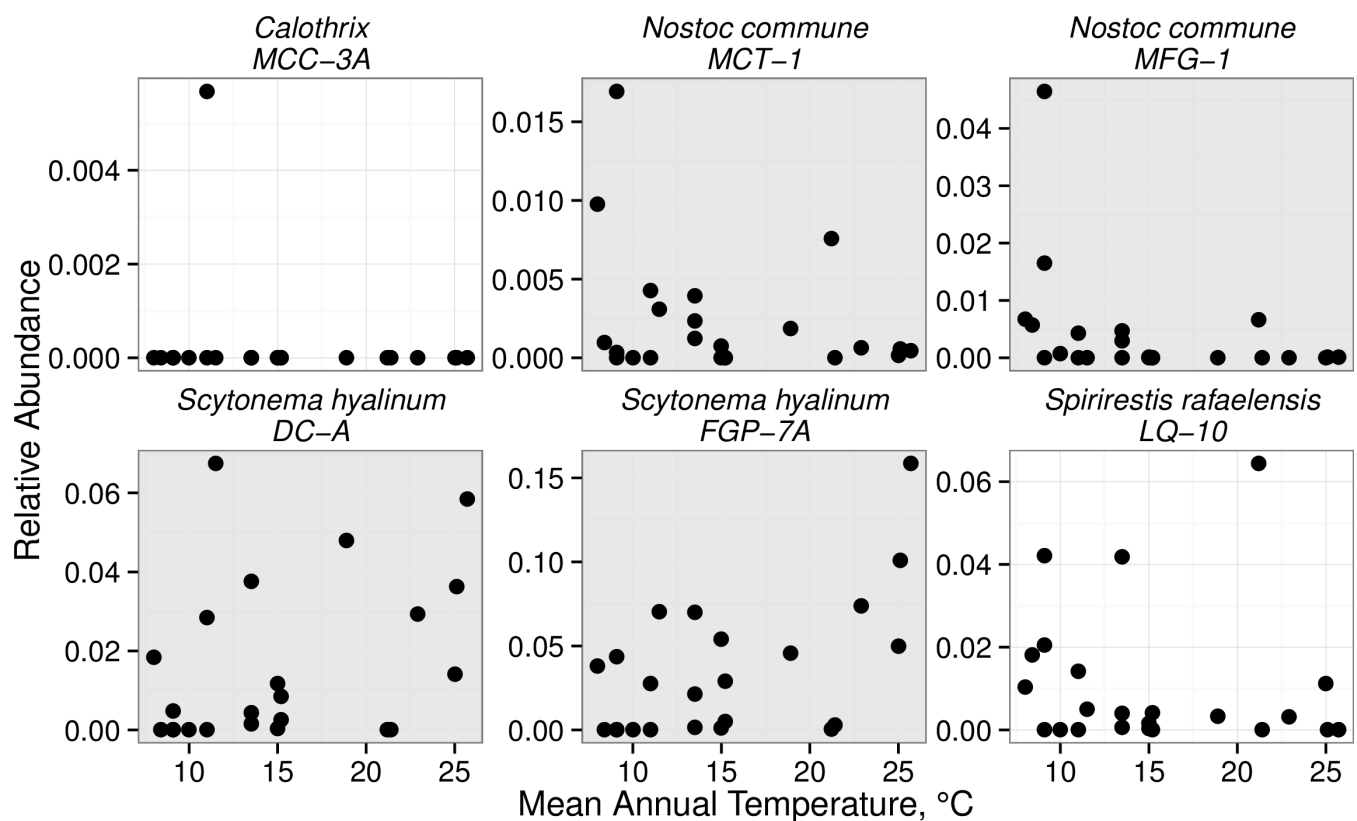 Calothrix
MCC−3A
Nostoc commune
MCT−1
Nostoc commune
MFG−1
0.004
0.002
0.000
0.015
0.010
0.005
0.000
0.04
0.03
0.02
0.01
0.00
Relative Abundance
Scytonema hyalinum
DC−A
Scytonema hyalinum
FGP−7A
Spirirestis rafaelensis
LQ−10
0.06
0.04
0.02
0.00
0.15
0.10
0.05
0.00
0.06
0.04
0.02
0.00
10 15 20 25
10 15 20 25
10 15 20 25
Mean Annual Temperature, °C